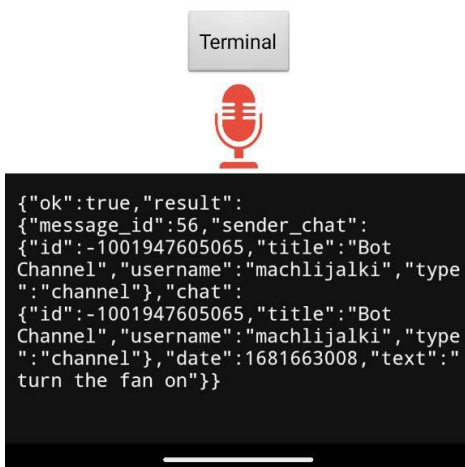 Terminal
{"ok":true,"result":
{"message_id":56,"sender_chat":
{"id":-1001947605065,"title":"Bot
Channel","username":"machlijalki","type
":"channel"},"chat":
{"id":-1001947605065,"title":"Bot
Channel","username":"machlijalki","type
":"channel"},"date":1681663008,"text":"
turn the fan on"}}